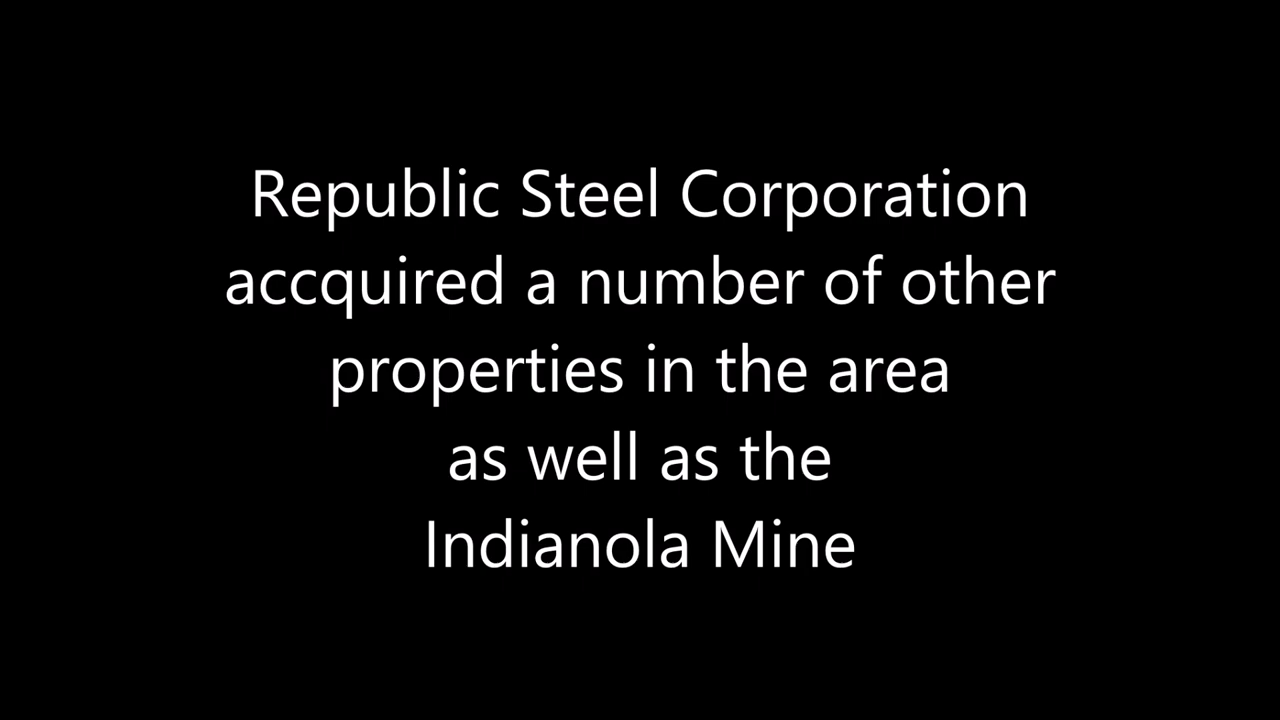 Republic Steel Corporation
accquired a number of other
properties in the area
as well as the
Indianola Mine